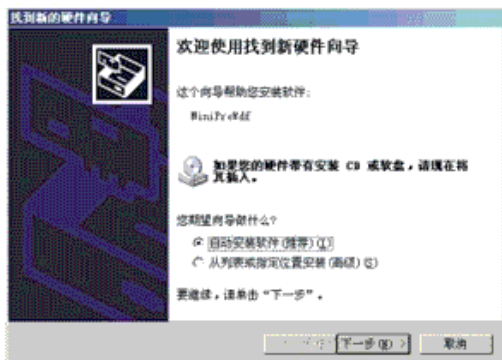 找到新的硬件向导
欢迎使用找到新硬件向导
这个向导帮助您安装软件:
MiniProWdf
如果您的硬件带有安装 CD 或软盘，请现在将
其插入。
您期望向导做什么?
自动安装软件(推荐)(I)
从列表或指定位置安装(高级)(S)
要继续，请单击“下一步”。
下一步(N) >
取消